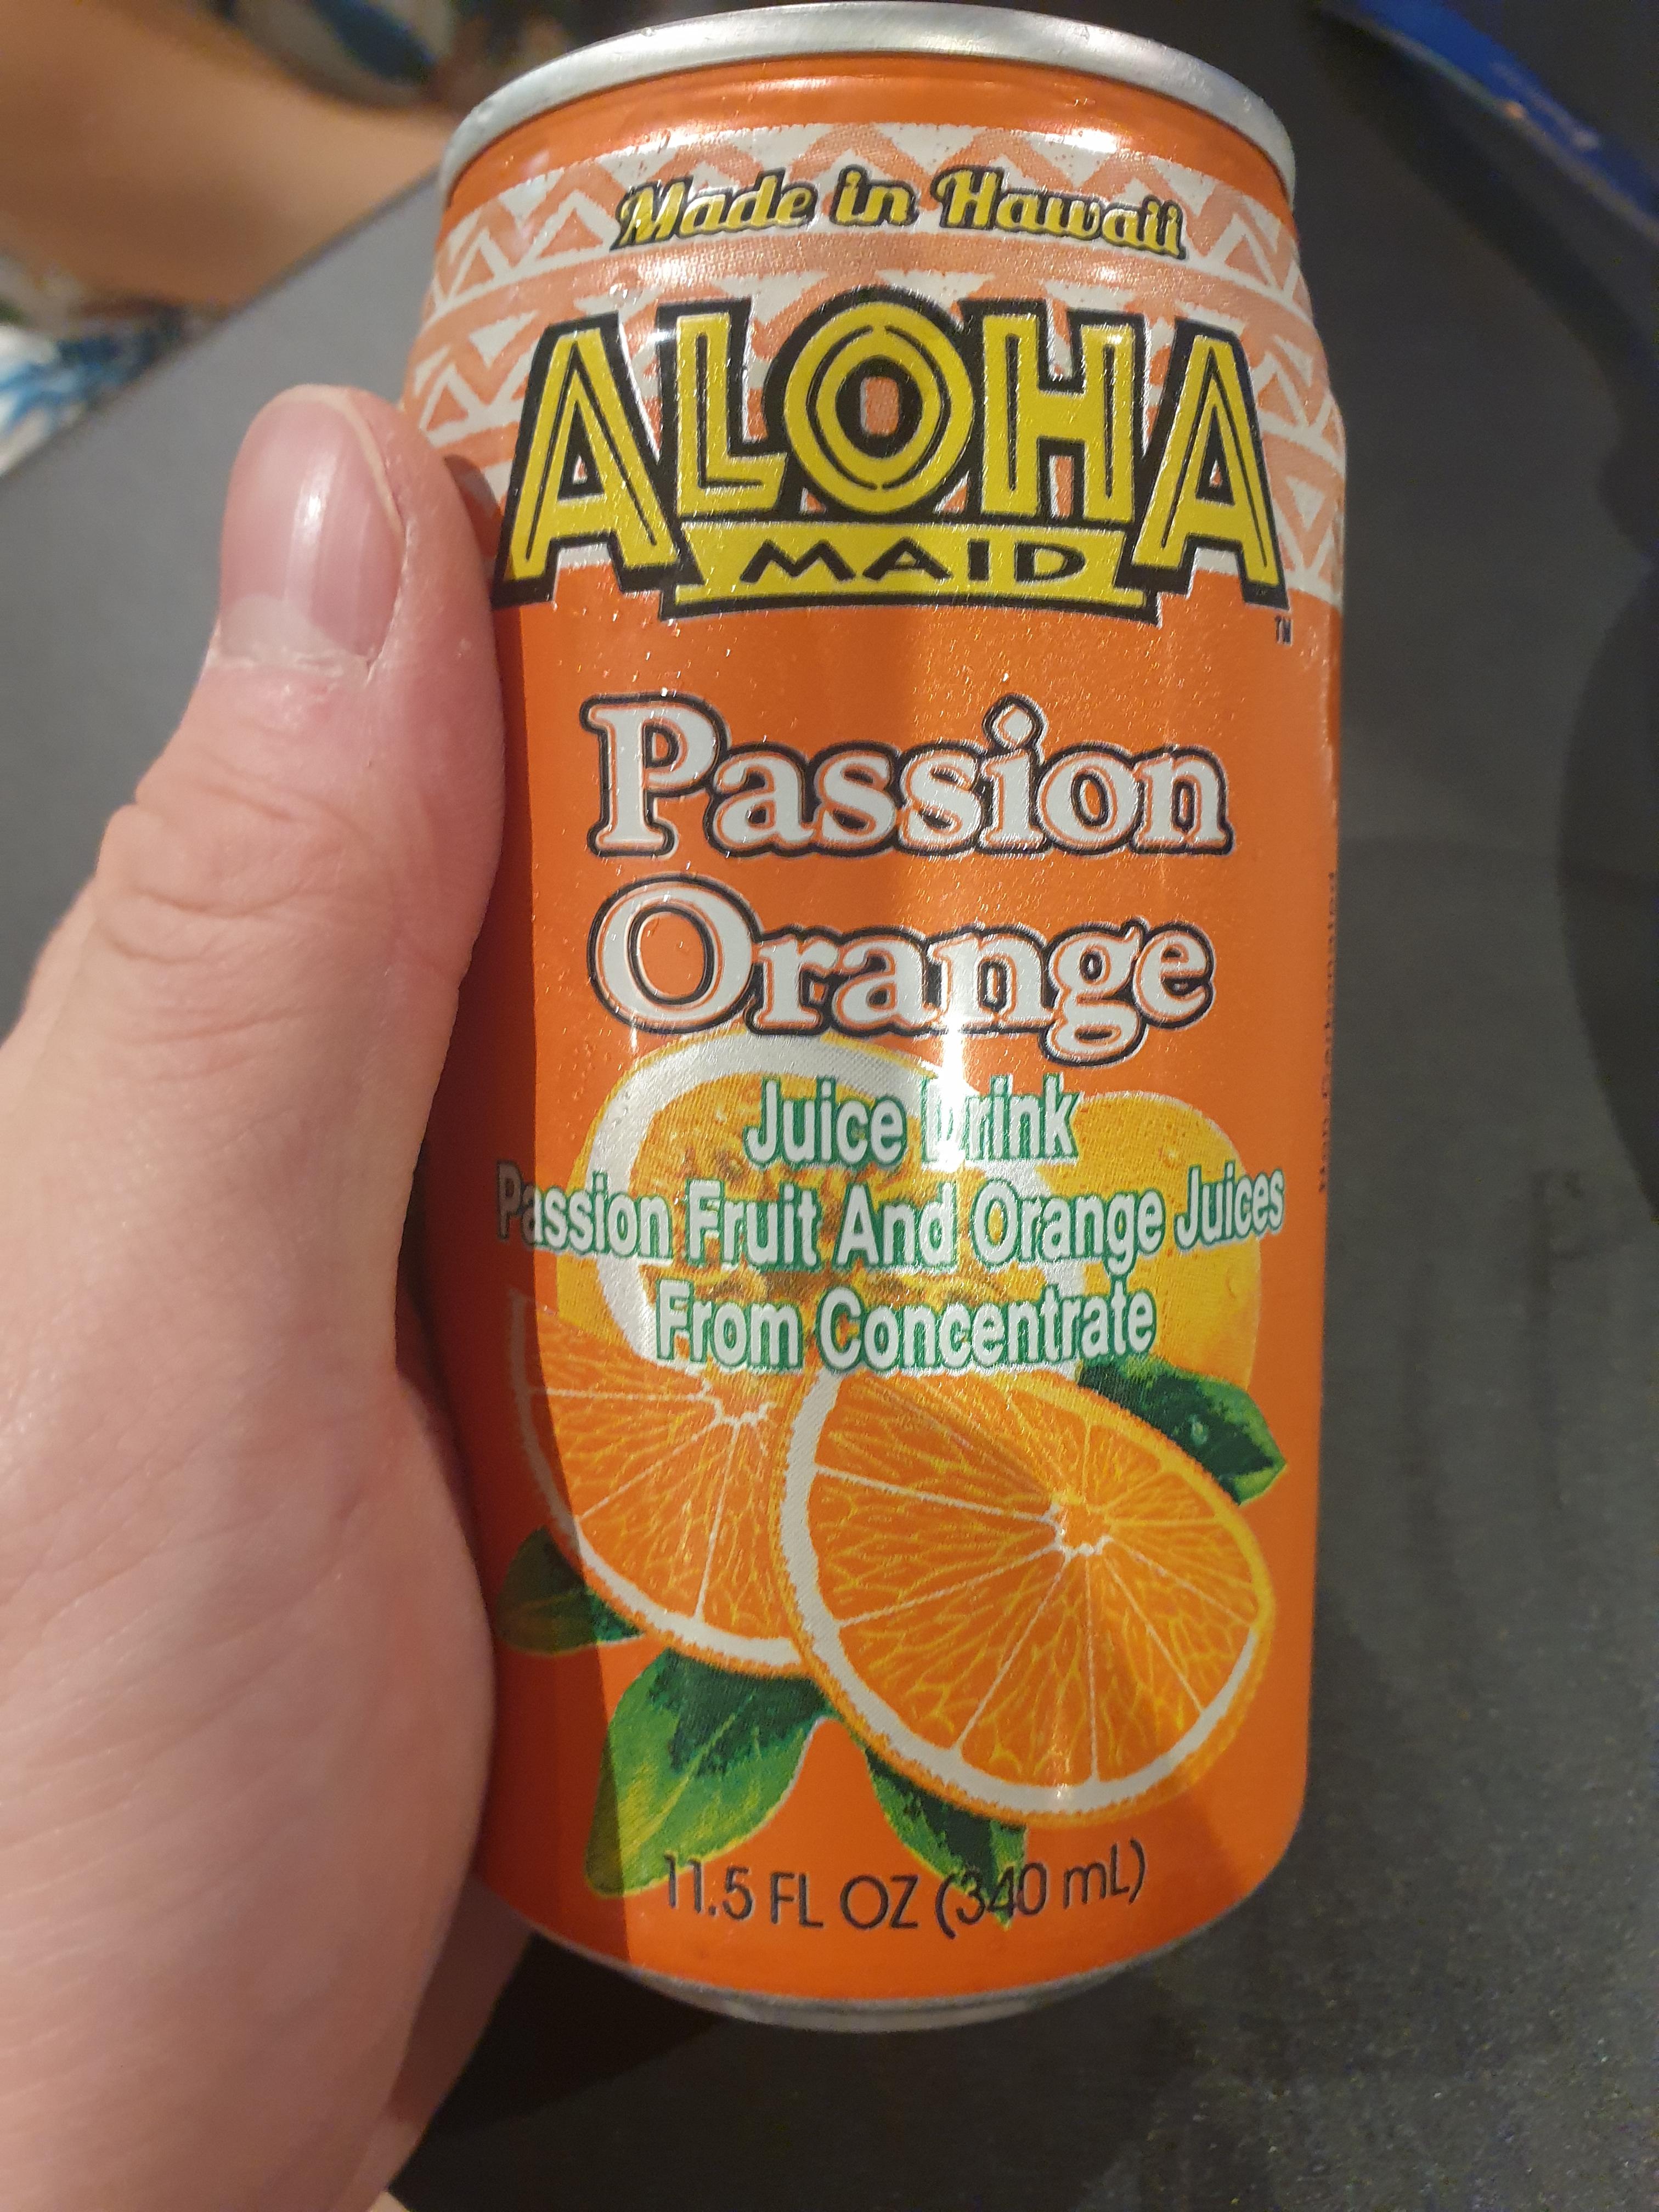 Made in Hawaii
ALOHA
MAID
TM
Passion
Orange
Juice Drink
Passion Fruit And Orange Juices
From Concentrate
11.5 FL OZ (340 mL)